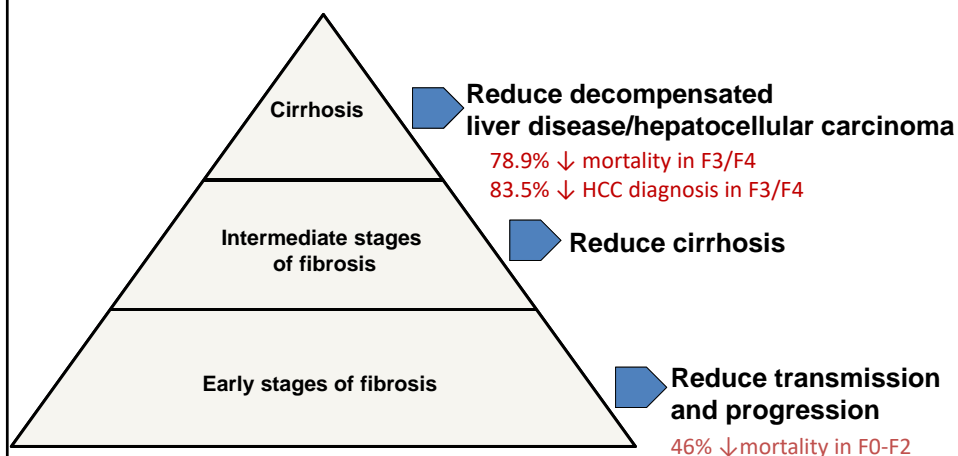 Cirrhosis
Reduce decompensated
liver disease/hepatocellular carcinoma
78.9% ↓ mortality in F3/F4
83.5% ↓ HCC diagnosis in F3/F4
Intermediate stages
of fibrosis
Reduce cirrhosis
Early stages of fibrosis
Reduce transmission
and progression
46% ↓mortality in F0-F2